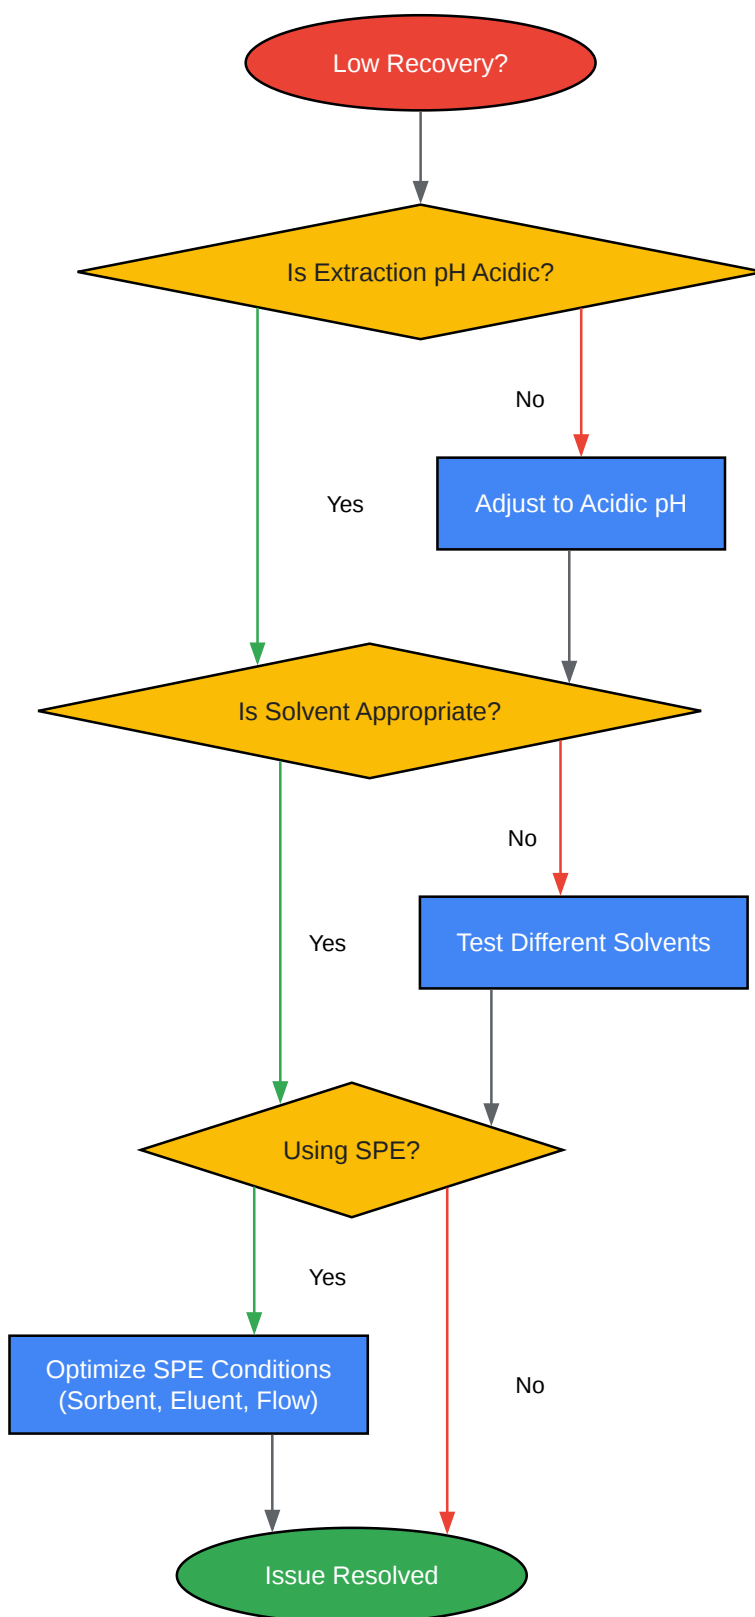 Low Recovery?
Is Extraction pH Acidic?
No
Adjust to Acidic pH
Yes
Is Solvent Appropriate?
No
Test Different Solvents
Yes
Using SPE?
Yes
Optimize SPE Conditions
(Sorbent, Eluent, Flow)
No
Issue Resolved